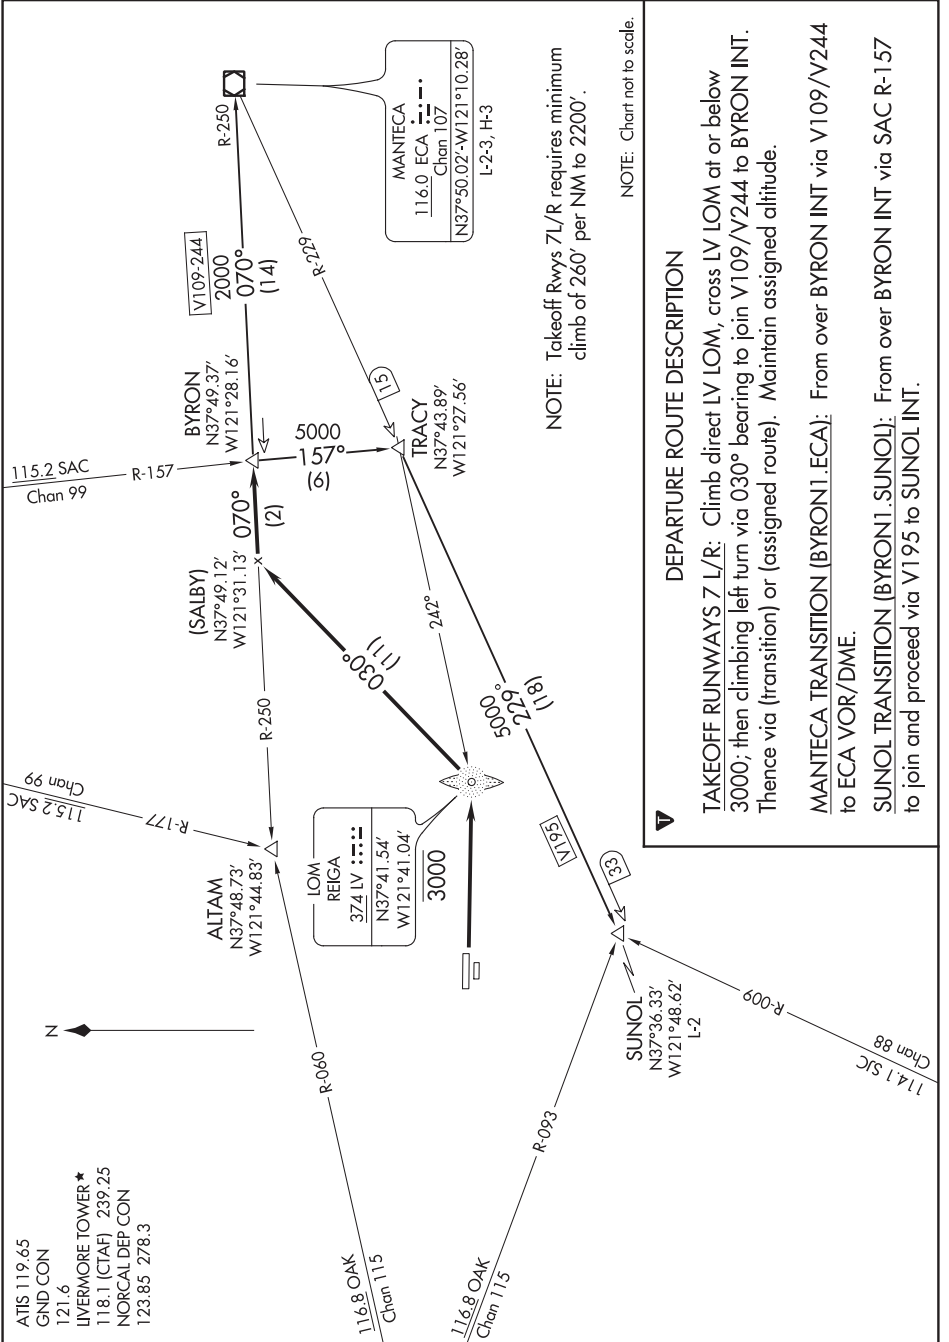 ATIS 119.65
GND CON
121.6
LIVERMORE TOWER ★
118.1 (CTAF) 239.25
NORCAL DEP CON
123.85 278.3
N
116.8 OAK
Chan 115
R-060
116.8 OAK
Chan 115
R-093
114.1 SJC
Chan 88
R-009
115.2 SAC
Chan 99
R-177
ALTAM
N37°48.73'
W121°44.83'
R-250
LOM
REIGA
374 LV
N37°41.54'
W121°41.04'
3000
SUNOL
N37°36.33'
W121°48.62'
L-2
33
V195
5000
229°
(18)
030°
(11)
242°
(SALBY)
N37°49.12'
W121°31.13'
070°
(2)
115.2 SAC
Chan 99
R-157
BYRON
N37°49.37'
W121°28.16'
5000
157°
(6)
TRACY
N37°43.89'
W121°27.56'
15
R-229
V109-244
2000
070°
(14)
R-250
MANTECA
116.0 ECA
Chan 107
N37°50.02'-W121°10.28'
L-2-3, H-3
NOTE: Takeoff Rwys 7L/R requires minimum
climb of 260' per NM to 2200'.
NOTE: Chart not to scale.
T
DEPARTURE ROUTE DESCRIPTION
TAKEOFF RUNWAYS 7 L/R: Climb direct LV LOM, cross LV LOM at or below
3000; then climbing left turn via 030° bearing to join V109/V244 to BYRON INT.
Thence via (transition) or (assigned route). Maintain assigned altitude.
MANTECA TRANSITION (BYRON1.ECA): From over BYRON INT via V109/V244
to ECA VOR/DME.
SUNOL TRANSITION (BYRON1.SUNOL): From over BYRON INT via SAC R-157
to join and proceed via V195 to SUNOL INT.